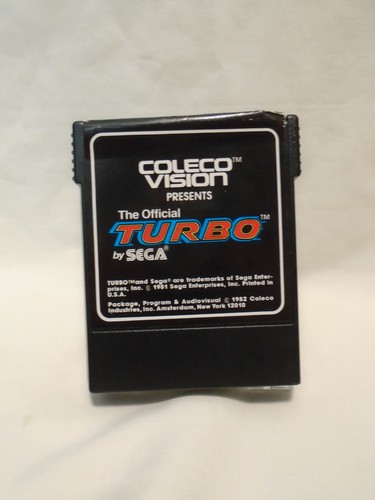 COLECO™
VISION
PRESENTS
The Official
TURBO™
by SEGA®
TURBO™and Sega® are trademarks of Sega Enter-
prises, Inc. © 1981 Sega Enterprises, Inc. Printed in
U.S.A.
Package, Program & Audiovisual © 1982 Coleco
Industries, Inc. Amsterdam, New York 12010